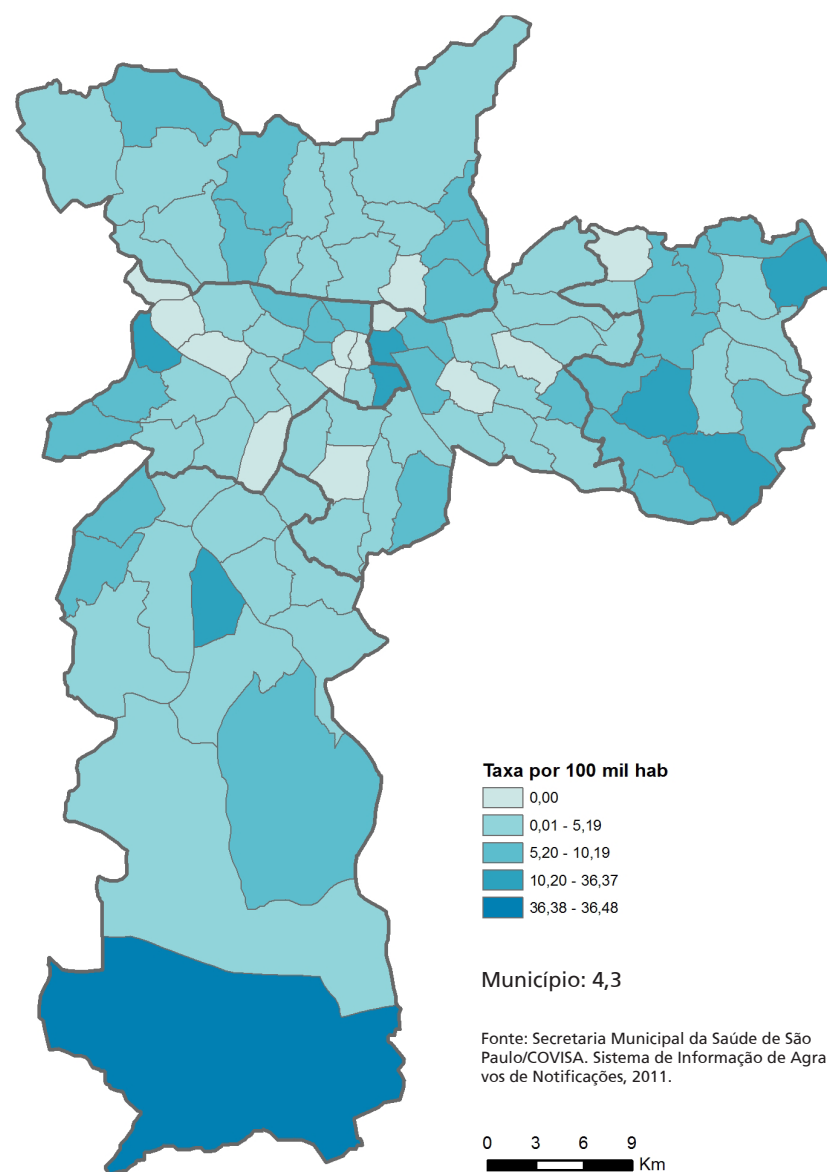 Taxa por 100 mil hab
0,00
0,01 - 5,19
5,20 - 10,19
10,20 - 36,37
36,38 - 36,48
Município: 4,3
Fonte: Secretaria Municipal da Saúde de São
Paulo/COVISA. Sistema de Informação de Agra
vos de Notificações, 2011.
0 3 6 9
Km